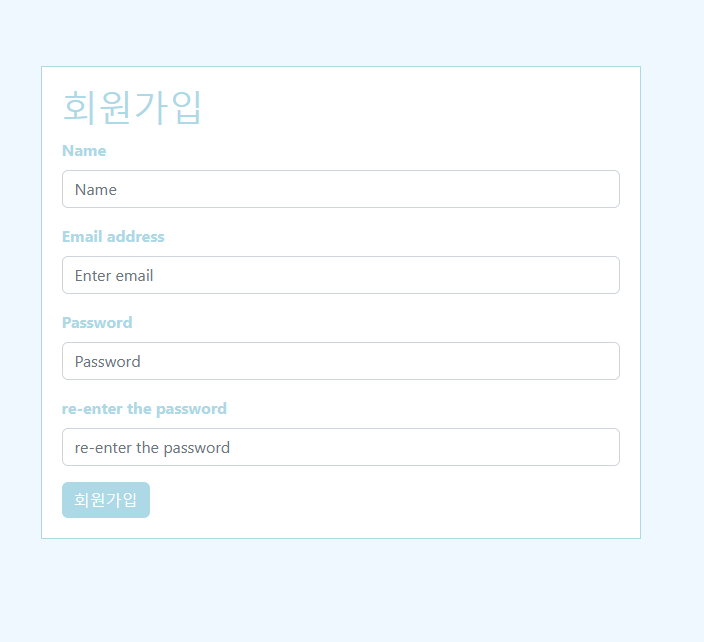 회원가입
Name
Name
Email address
Enter email
Password
Password
re-enter the password
re-enter the password
회원가입